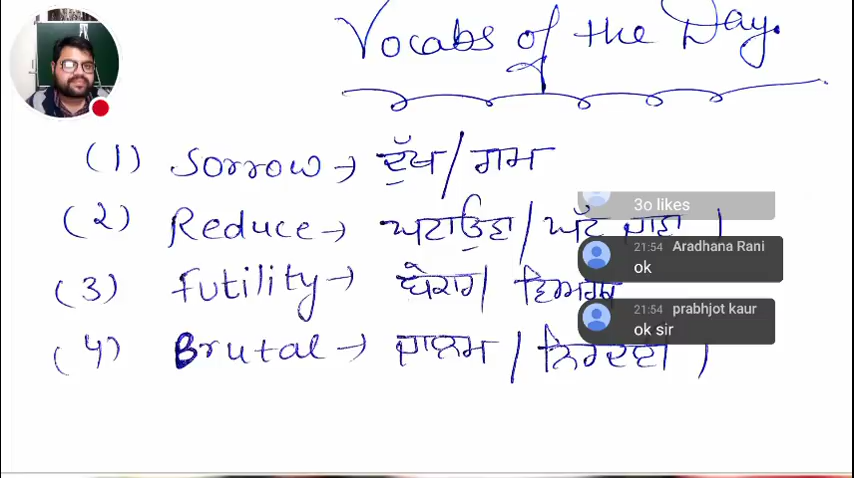 Vocabs of the Day.
(1) Sorrow → ਦੁੱਖ / ਗਮ
(2) Reduce → ਘਟਾਉਣਾ / ਘੱਟ ਜਾਣਾ ।
(3) Futility → ਬੇਕਾਰ /
(4) Brutal → ਜਾਲਮ / ਨਿਰਦਈ ।
30 likes
21:54 Aradhana Rani
ok
21:54 prabhjot kaur
ok sir